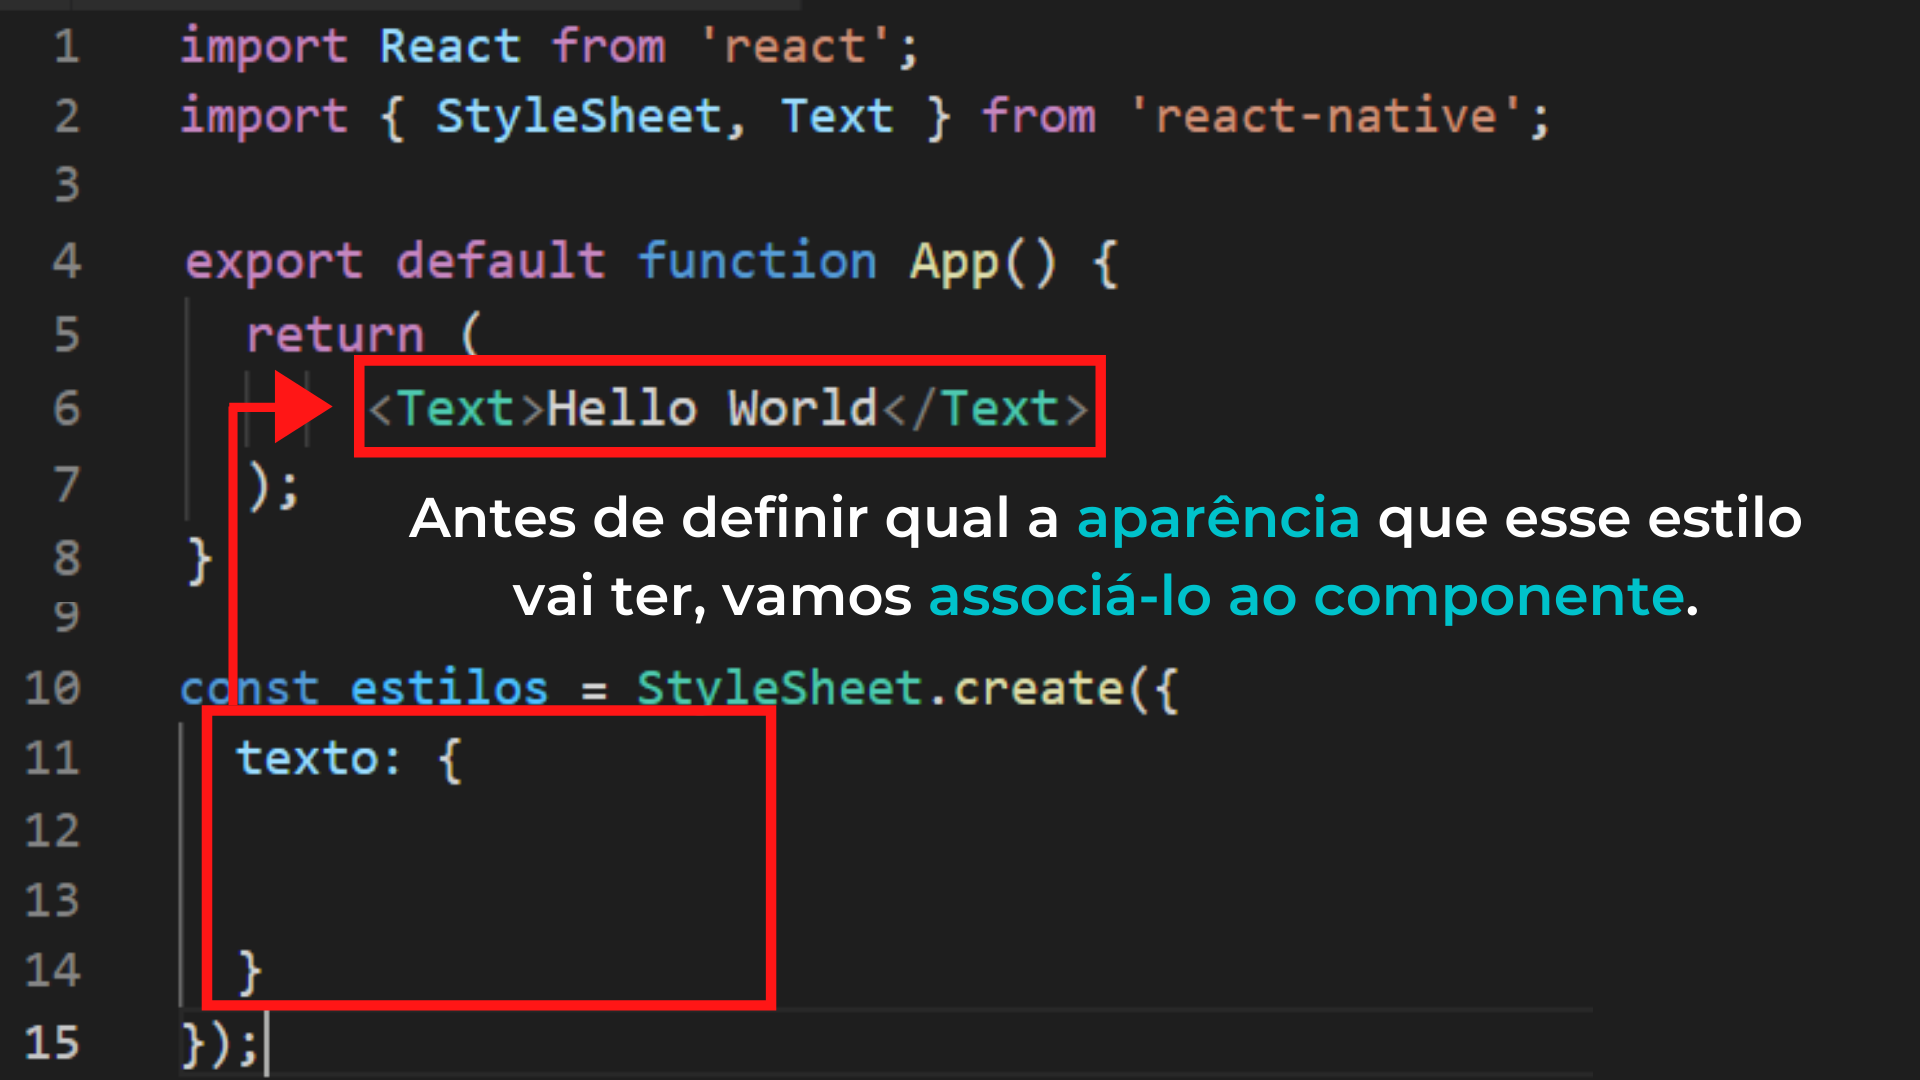 1 import React from 'react';
2 import { StyleSheet, Text } from 'react-native';
3
4 export default function App() {
5 return (
6 <Text>Hello World</Text>
7 );
Antes de definir qual a aparência que esse estilo
8 }
vai ter, vamos associá-lo ao componente.
9
10 const estilos = StyleSheet.create({
11 texto: {
12
13
14 }
15 });